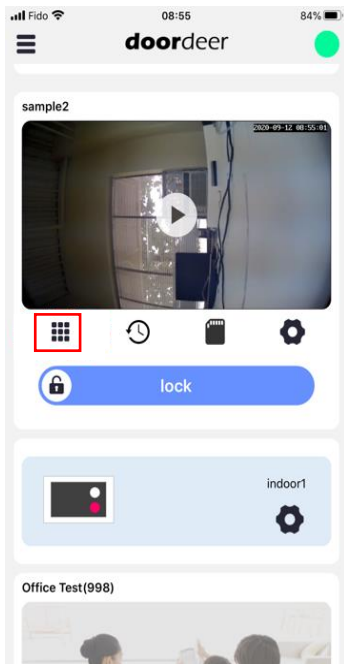 Fido 08:55 84%
doordeer
sample2
2020-09-12 08:55:01
lock
indoor1
Office Test(998)